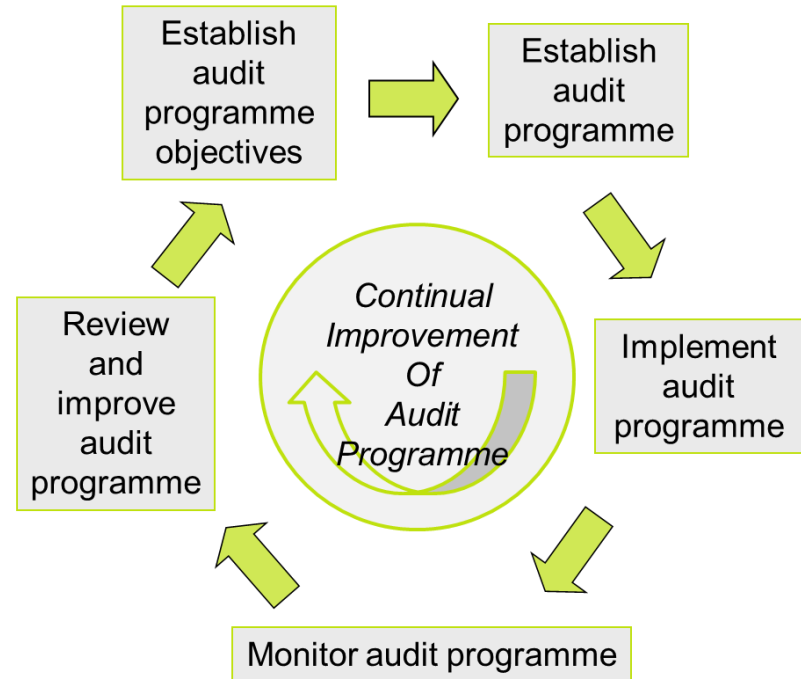 Establish
audit
programme
objectives
Establish
audit
programme
Implement
audit
programme
Monitor audit programme
Review
and
improve
audit
programme
Continual
Improvement
Of
Audit
Programme